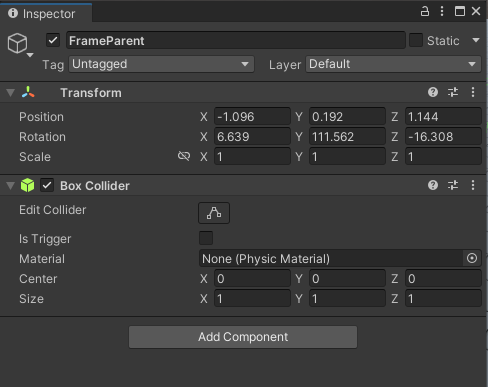 Inspector
FrameParent Static
Tag Untagged Layer Default
Transform
Position X -1.096 Y 0.192 Z 1.144
Rotation X 6.639 Y 111.562 Z -16.308
Scale X 1 Y 1 Z 1
Box Collider
Edit Collider
Is Trigger
Material None (Physic Material)
Center X 0 Y 0 Z 0
Size X 1 Y 1 Z 1
Add Component